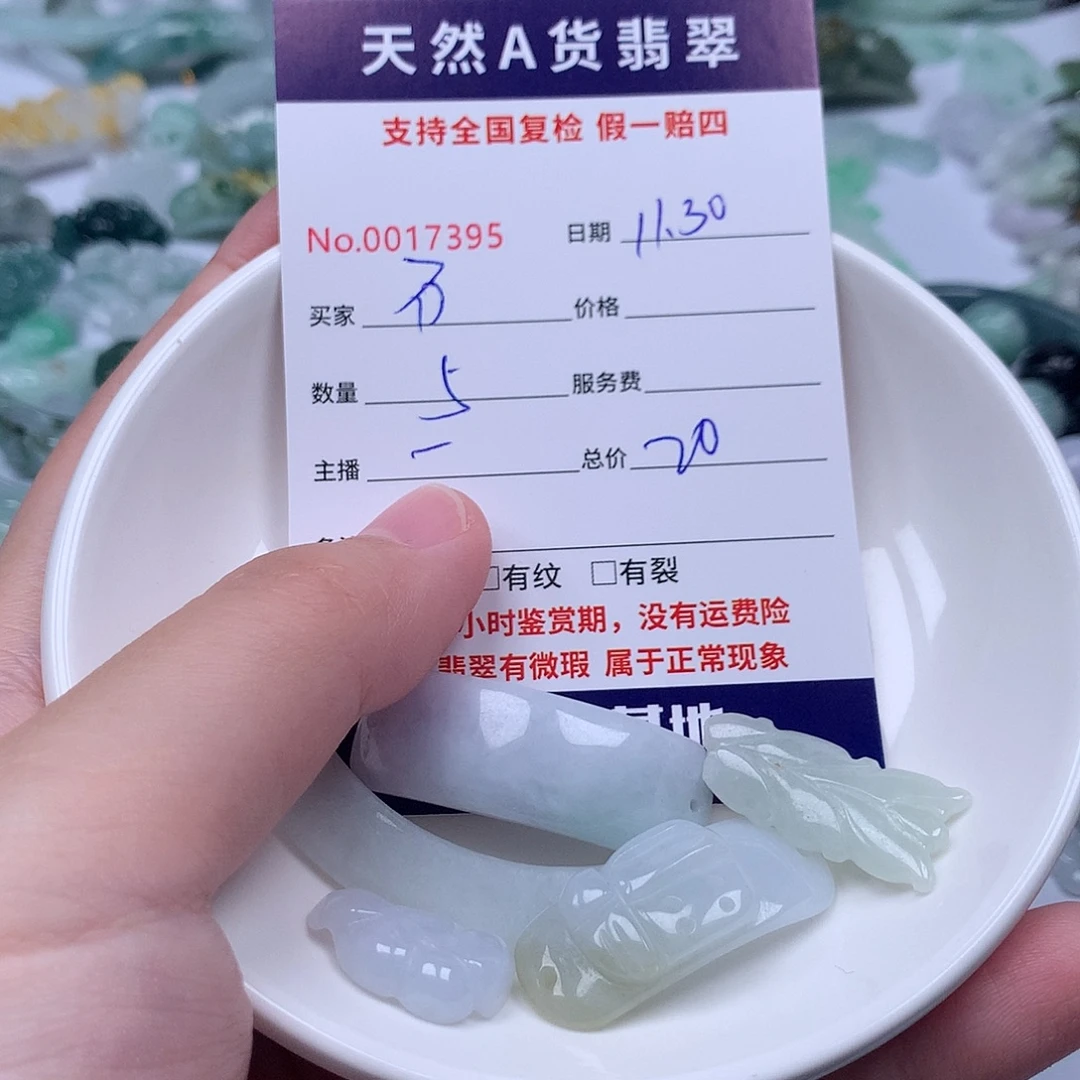 天然A货翡翠
支持全国复检 假一赔四
No.0017395 日期 11.30
买家 万 价格
数量 5 服务费
主播 一 总价 20
□有纹 □有裂
小时鉴赏期，没有运费险
翡翠有微瑕 属于正常现象
基地